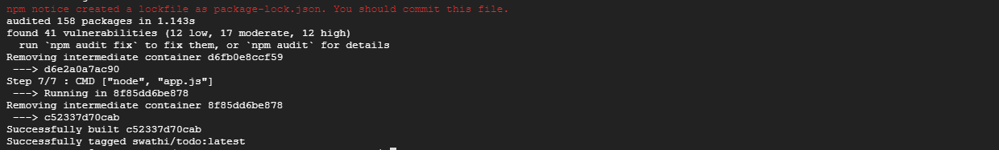 npm notice created a lockfile as package-lock.json. You should commit this file.
audited 158 packages in 1.143s
found 41 vulnerabilities (12 low, 17 moderate, 12 high)
  run `npm audit fix` to fix them, or `npm audit` for details
Removing intermediate container d6fb0e8ccf59
 ---> d6e2a0a7ac90
Step 7/7 : CMD ["node", "app.js"]
 ---> Running in 8f85dd6be878
Removing intermediate container 8f85dd6be878
 ---> c52337d70cab
Successfully built c52337d70cab
Successfully tagged swathi/todo:latest